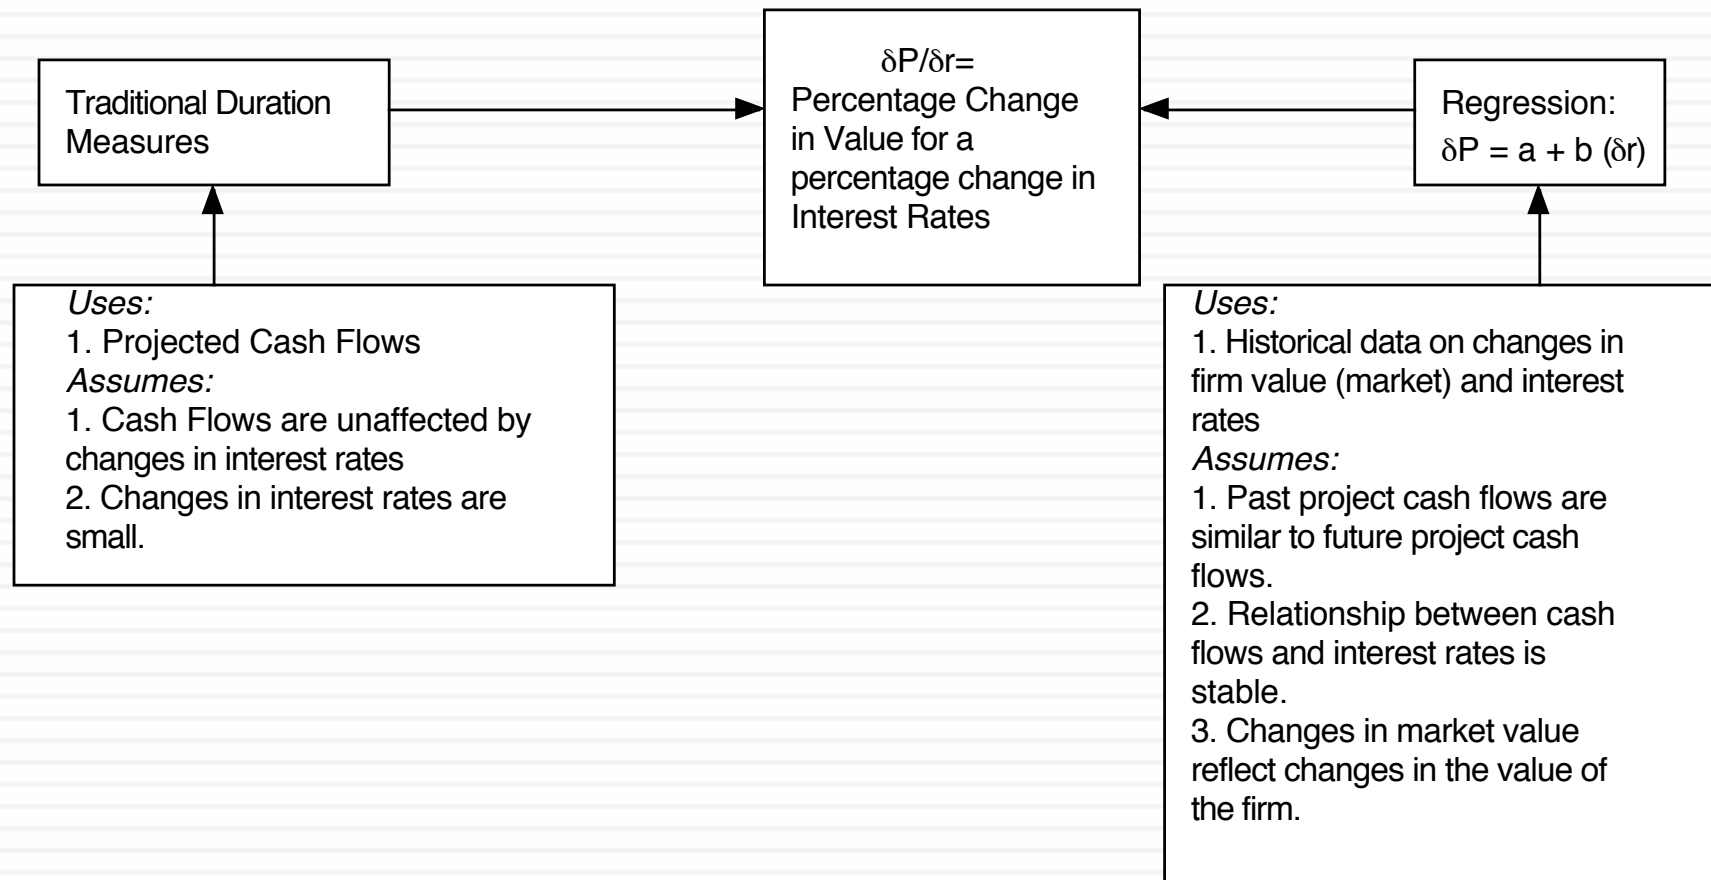 Traditional Duration
Measures
δP/δr=
Percentage Change
in Value for a
percentage change in
Interest Rates
Regression:
δP = a + b (δr)
Uses:
1. Projected Cash Flows
Assumes:
1. Cash Flows are unaffected by
changes in interest rates
2. Changes in interest rates are
small.
Uses:
1. Historical data on changes in
firm value (market) and interest
rates
Assumes:
1. Past project cash flows are
similar to future project cash
flows.
2. Relationship between cash
flows and interest rates is
stable.
3. Changes in market value
reflect changes in the value of
the firm.